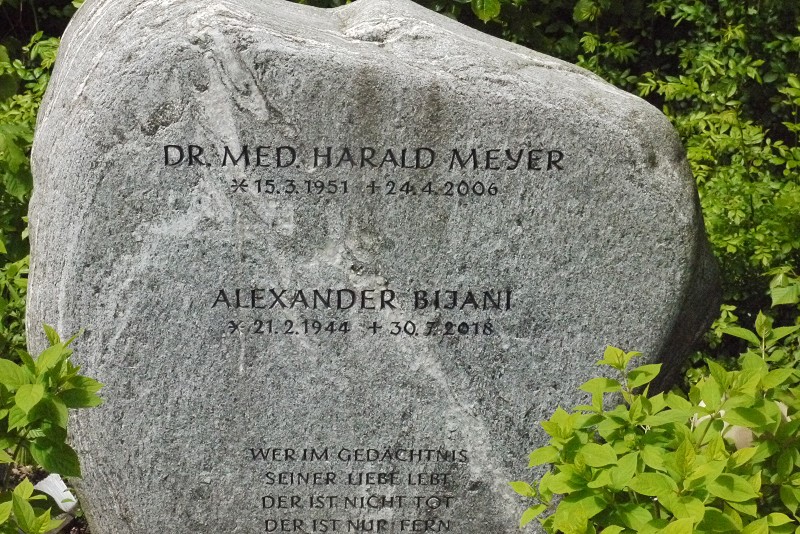 DR. MED. HARALD MEYER
* 15.3.1951 + 24.4.2006
ALEXANDER BIJANI
* 21.2.1944 + 30.7.2018
WER IM GEDÄCHTNIS
SEINER LIEBE LEBT
DER IST NICHT TOT
DER IST NUR FERN